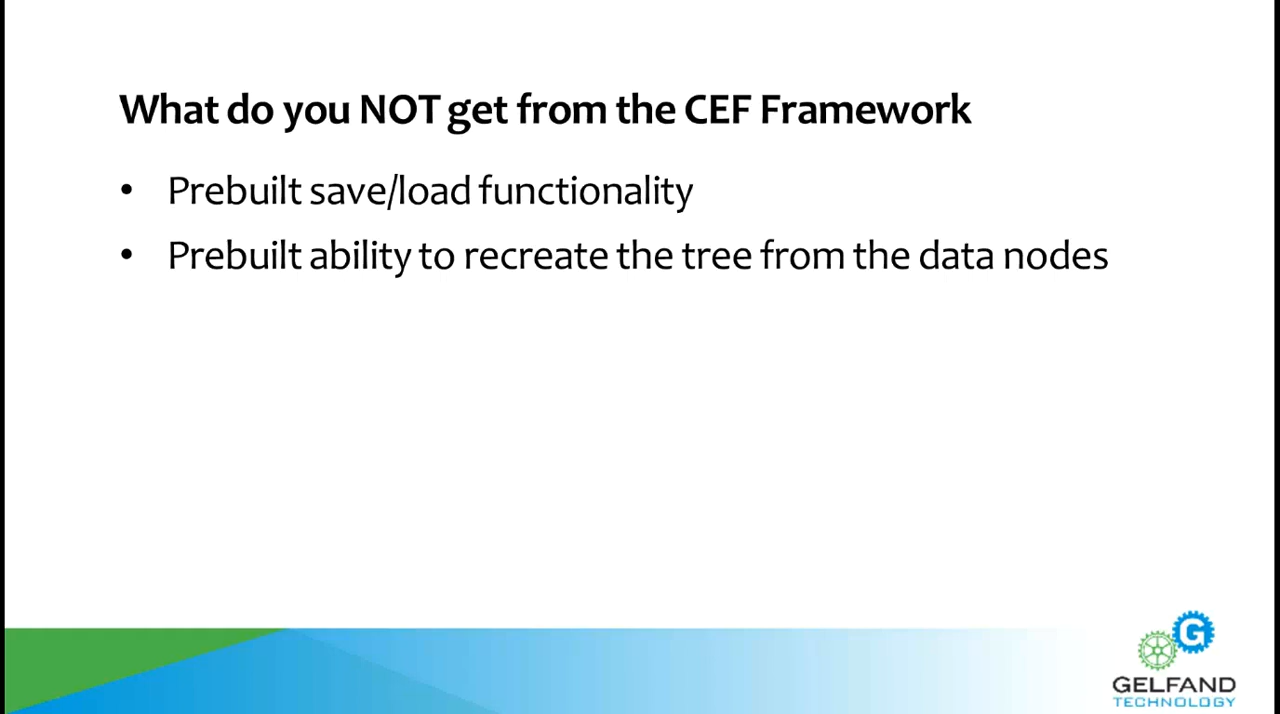 What do you NOT get from the CEF Framework
• Prebuilt save/load functionality
• Prebuilt ability to recreate the tree from the data nodes
G
GELFAND
TECHNOLOGY